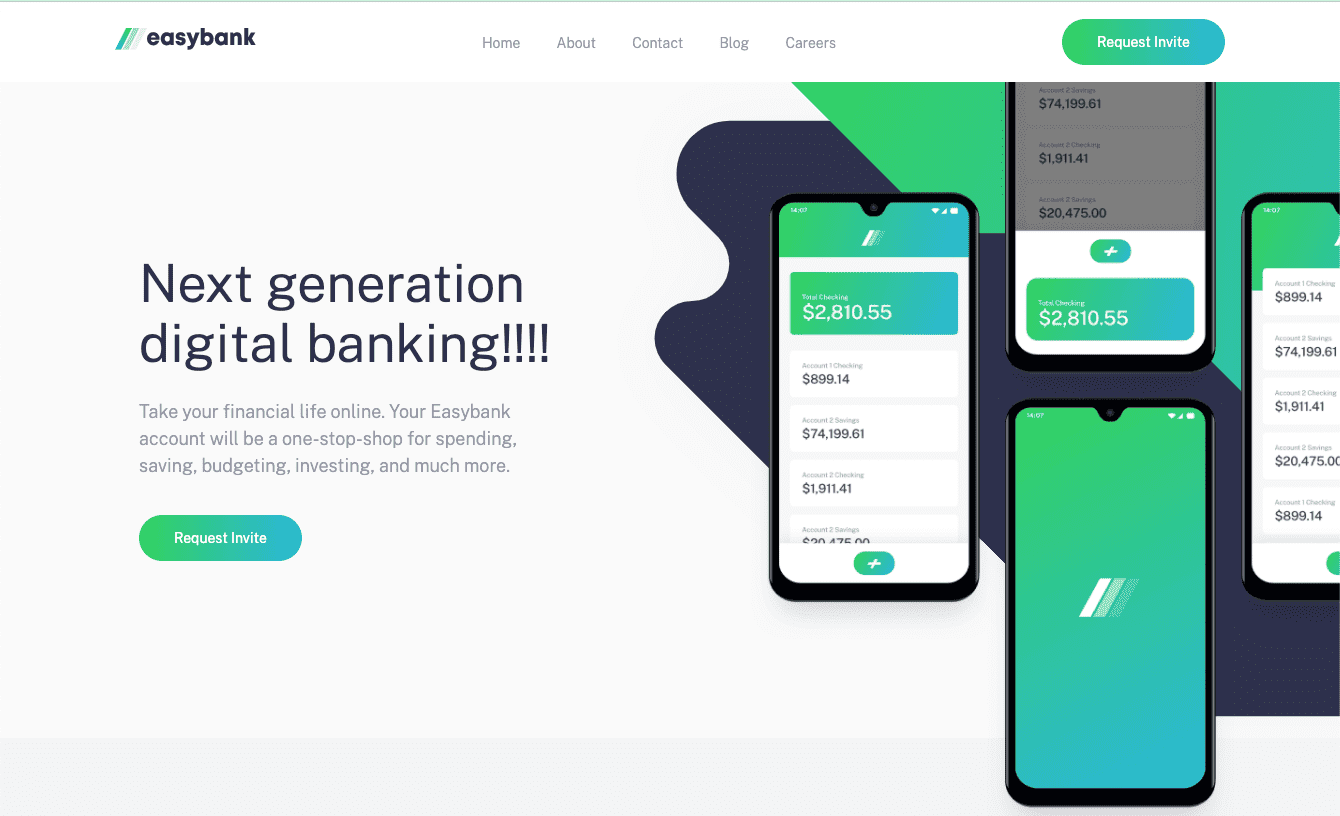 easybank
Home
About
Contact
Blog
Careers
Request Invite
Next generation
digital banking!!!!
Take your financial life online. Your Easybank
account will be a one-stop-shop for spending,
saving, budgeting, investing, and much more.
Request Invite
14:07
Total Checking
$2,810.55
Account 1 Checking
$899.14
Account 2 Savings
$74,199.61
Account 2 Checking
$1,911.41
Account 2 Savings
$20,475.00
Account 2 Savings
$74,199.61
Account 2 Checking
$1,911.41
Account 2 Savings
$20,475.00
Total Checking
$2,810.55
14:07
14:07
Account 1 Checking
$899.14
Account 2 Savings
$74,199.61
Account 2 Checking
$1,911.41
Account 2 Savings
$20,475.00
Account 1 Checking
$899.14